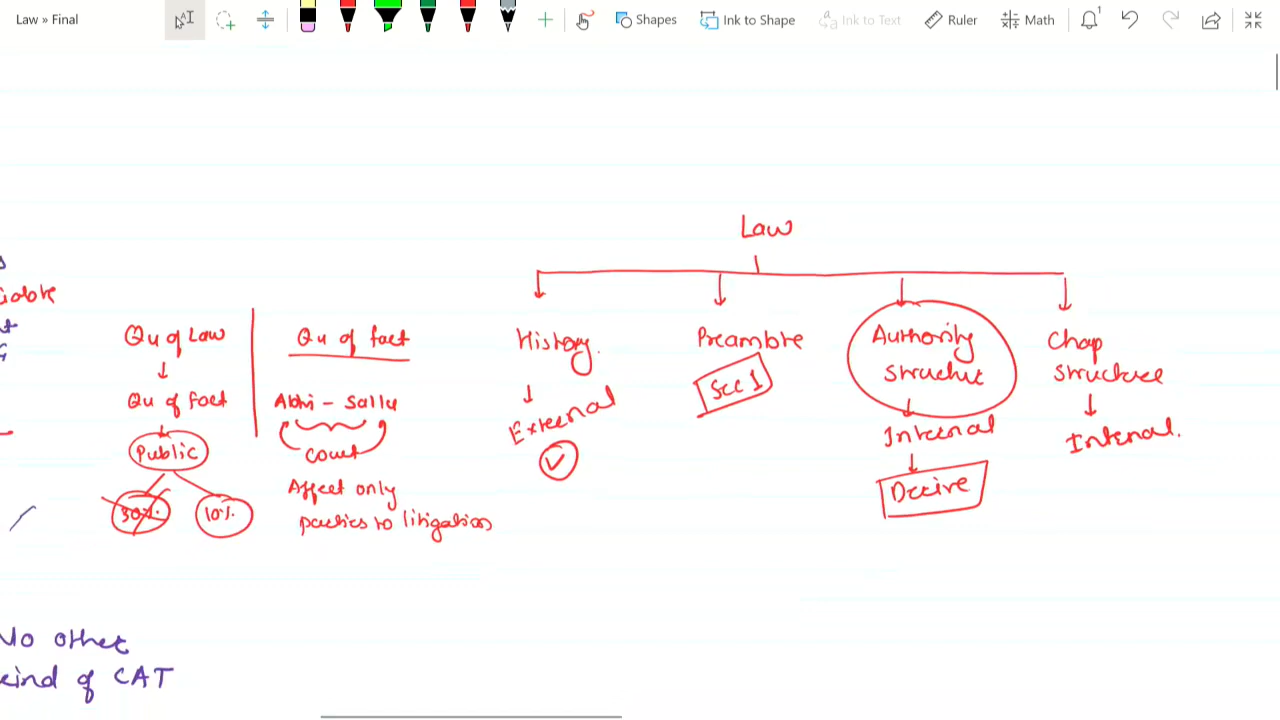 Law » Final
Shapes
Ink to Shape
Ink to Text
Ruler
Math
Law
Qu of Law
Qu of fact
Public
30%.
10%.
Qu of fact
Abhi - Sally
Court
Affect only
parties to litigation
History
External
Preamble
Sec 1
Authority
Structure
Internal
Derive
Chap
Structure
Internal.
No other
kind of CAT